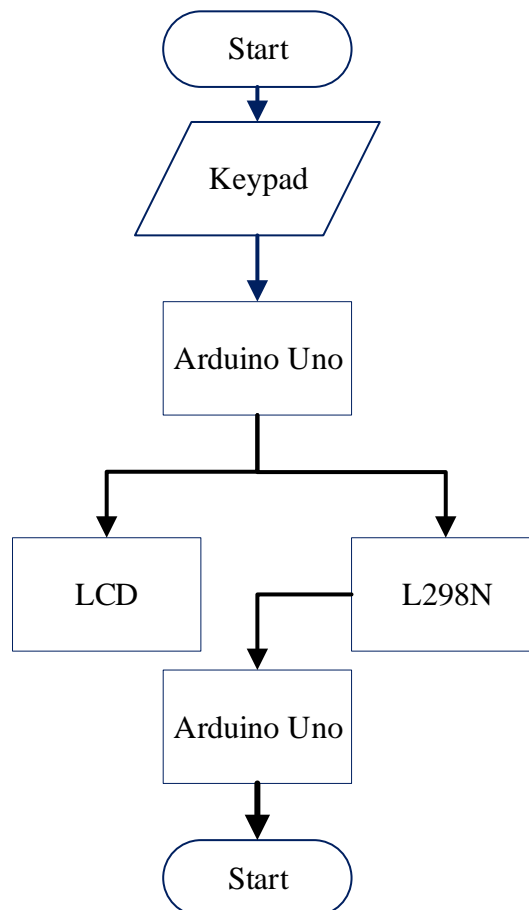 Start
Keypad
Arduino Uno
LCD
L298N
Arduino Uno
Start